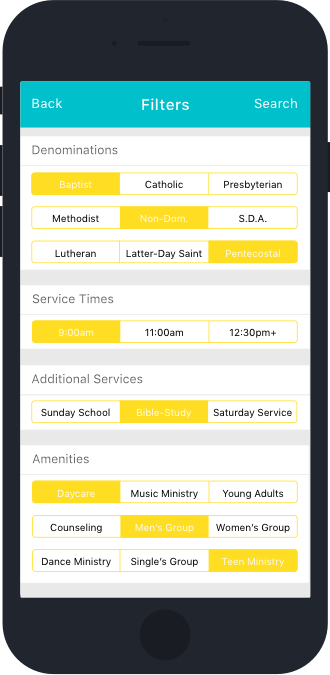 Back Filters Search
Denominations
Baptist Catholic Presbyterian
Methodist Non-Dom. S.D.A.
Lutheran Latter-Day Saint Pentecostal
Service Times
9:00am 11:00am 12:30pm+
Additional Services
Sunday School Bible-Study Saturday Service
Amenities
Daycare Music Ministry Young Adults
Counseling Men's Group Women's Group
Dance Ministry Single's Group Teen Ministry